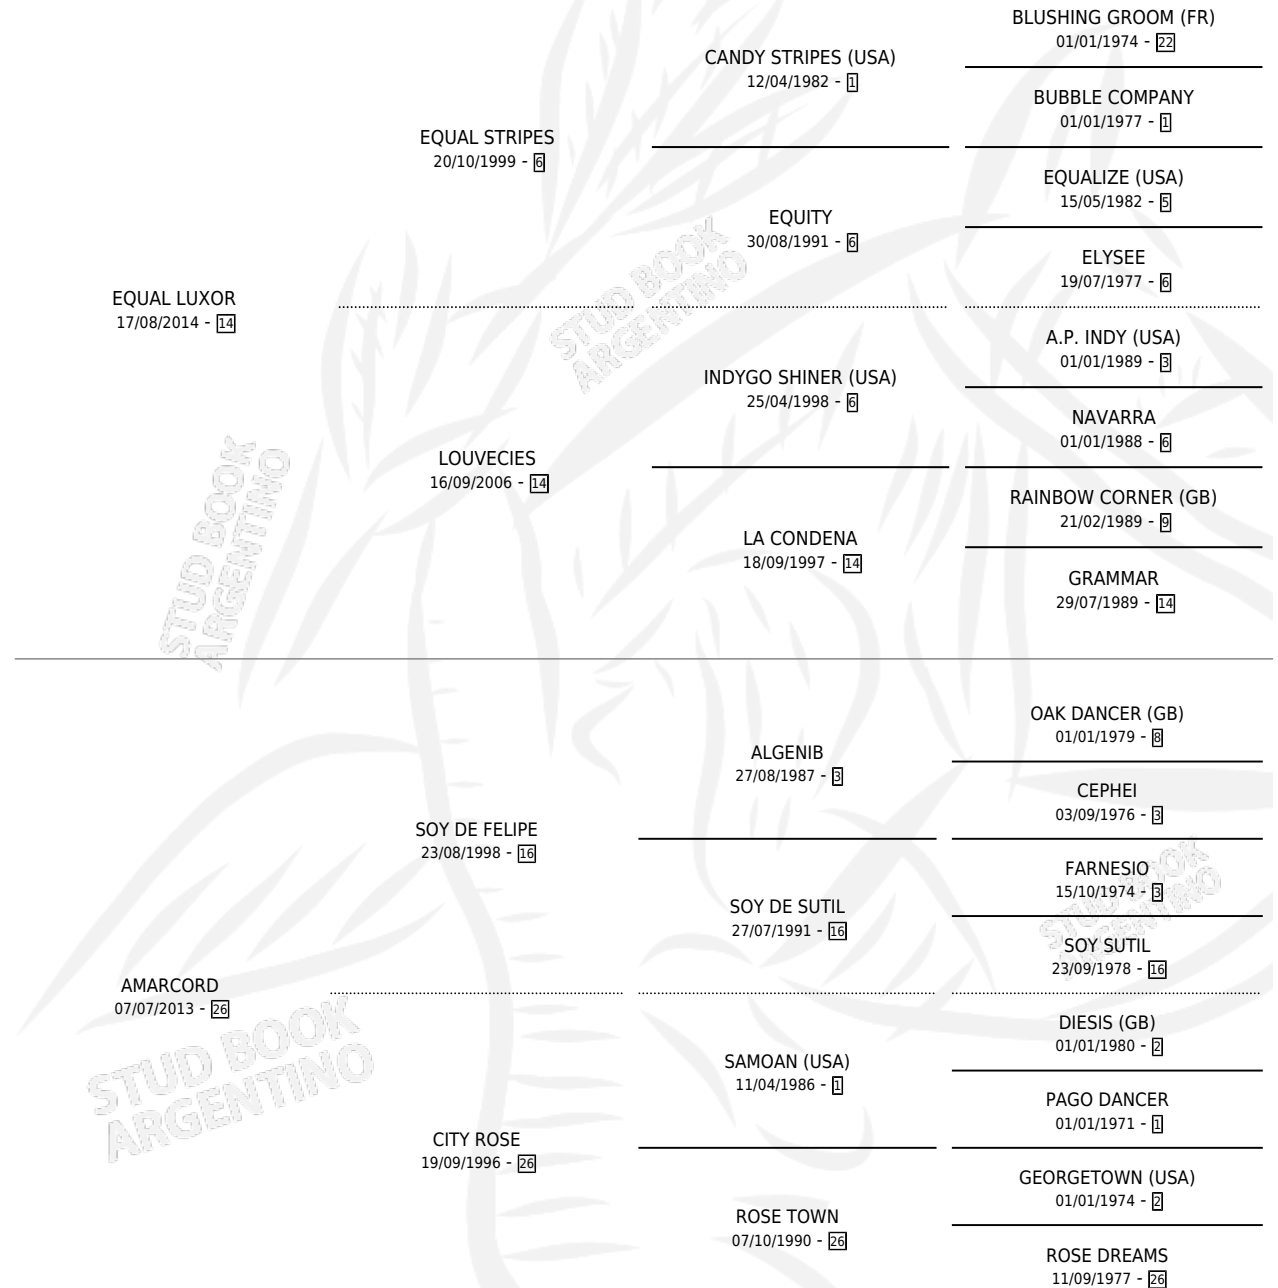 BLUSHING GROOM (FR)
01/01/1974 - 22
CANDY STRIPES (USA)
12/04/1982 - 1
BUBBLE COMPANY
01/01/1977 - 1
EQUAL STRIPES
20/10/1999 - 6
EQUALIZE (USA)
15/05/1982 - 5
EQUITY
30/08/1991 - 6
ELYSEE
19/07/1977 - 6
EQUAL LUXOR
17/08/2014 - 14
A.P. INDY (USA)
01/01/1989 - 3
INDYGO SHINER (USA)
25/04/1998 - 6
NAVARRA
01/01/1988 - 6
LOUVECIES
16/09/2006 - 14
RAINBOW CORNER (GB)
21/02/1989 - 9
LA CONDENA
18/09/1997 - 14
GRAMMAR
29/07/1989 - 14
OAK DANCER (GB)
01/01/1979 - 8
ALGENIB
27/08/1987 - 3
CEPHEI
03/09/1976 - 3
SOY DE FELIPE
23/08/1998 - 16
FARNESIO
15/10/1974 - 3
SOY DE SUTIL
27/07/1991 - 16
SOY SUTIL
23/09/1978 - 16
AMARCORD
07/07/2013 - 26
DIESIS (GB)
01/01/1980 - 2
SAMOAN (USA)
11/04/1986 - 1
PAGO DANCER
01/01/1971 - 1
CITY ROSE
19/09/1996 - 26
GEORGETOWN (USA)
01/01/1974 - 2
ROSE TOWN
07/10/1990 - 26
ROSE DREAMS
11/09/1977 - 26
STUD BOOK
ARGENTINO
STUD BOOK
ARGENTINO
STUD BOOK
ARGENTINO
STUD BOOK
ARGENTINO